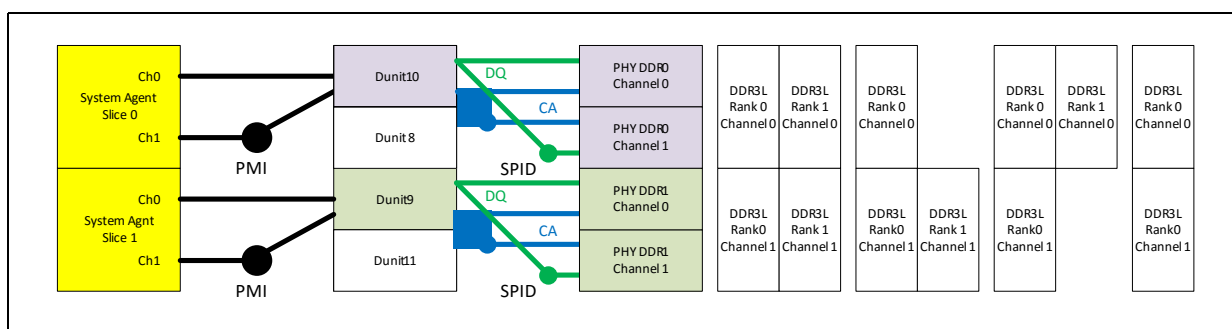 Ch0
System Agent
Slice 0
Ch1
PMI
Ch0
System Agnt
Slice 1
Ch1
PMI
Dunit10
Dunit 8
Dunit9
Dunit11
DQ
CA
SPID
DQ
CA
SPID
PHY DDR0
Channel 0
PHY DDR0
Channel 1
PHY DDR1
Channel 0
PHY DDR1
Channel 1
DDR3L
Rank 0
Channel 0
DDR3L
Rank 1
Channel 0
DDR3L
Rank 0
Channel 0
DDR3L
Rank 0
Channel 0
DDR3L
Rank 1
Channel 0
DDR3L
Rank 0
Channel 0
DDR3L
Rank0
Channel 1
DDR3L
Rank 1
Channel 1
DDR3L
Rank0
Channel 1
DDR3L
Rank 1
Channel 1
DDR3L
Rank0
Channel 1
DDR3L
Rank0
Channel 1